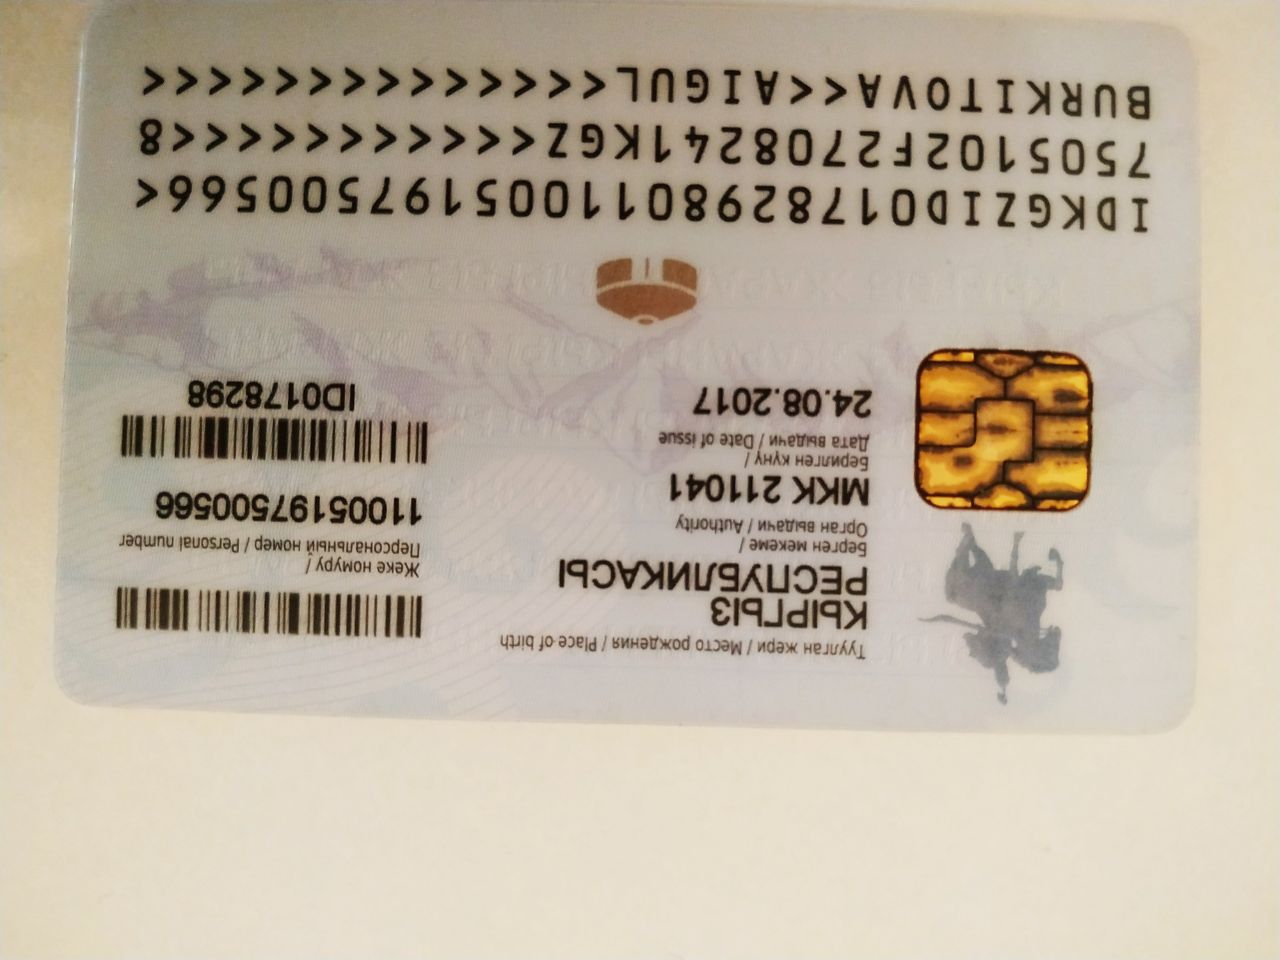 Туулган жери / Место рождения / Place of birth
КЫРГЫЗ
РЕСПУБЛИКАСЫ
Берген мекеме /
Орган выдачи / Authority
МКК 211041
Берилген күнү /
Дата выдачи / Date of issue
24.08.2017
Жеке номуру /
Персональный номер / Personal number
11005197500566
ID0178298
IDKGZID0178298011005197500566<
7505102F2708241KGZ<<<<<<<<<<<8
BURKITOVA<<AIGUL<<<<<<<<<<<<<<